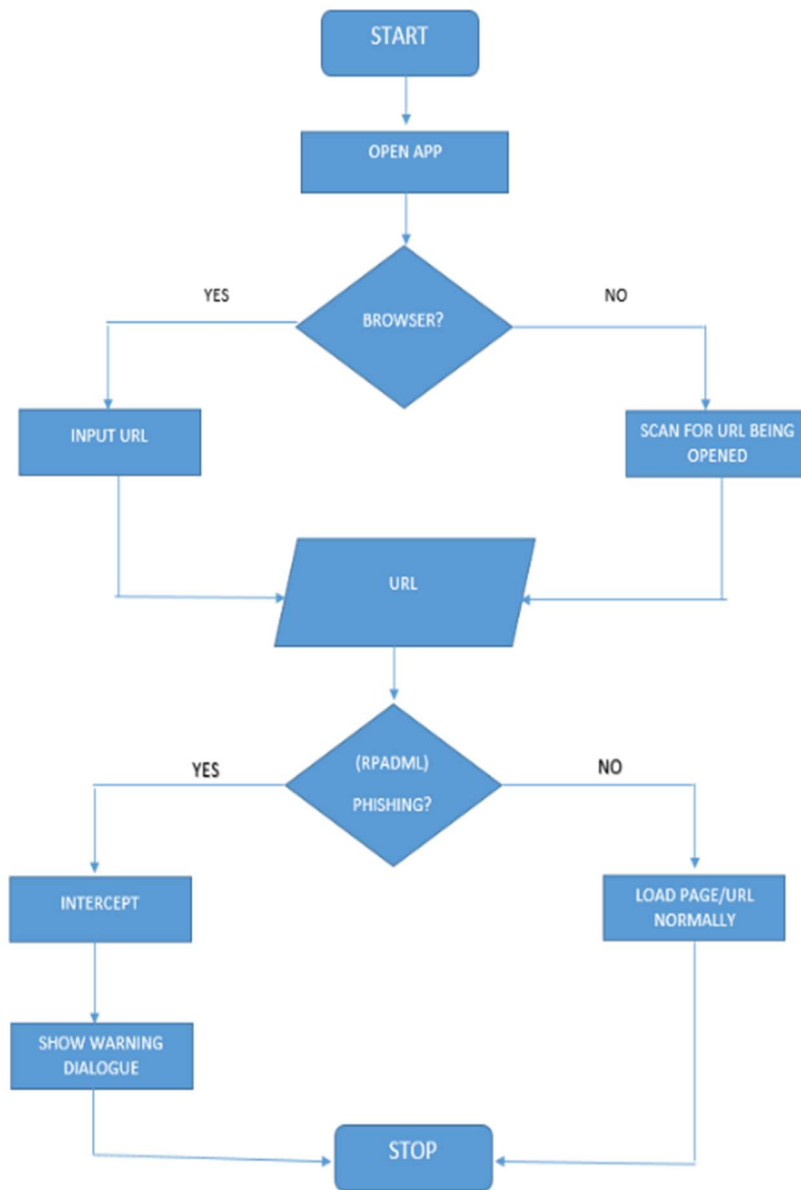 START
OPEN APP
BROWSER?
YES
NO
INPUT URL
SCAN FOR URL BEING
OPENED
URL
(RPADML)
PHISHING?
YES
NO
INTERCEPT
LOAD PAGE/URL
NORMALLY
SHOW WARNING
DIALOGUE
STOP